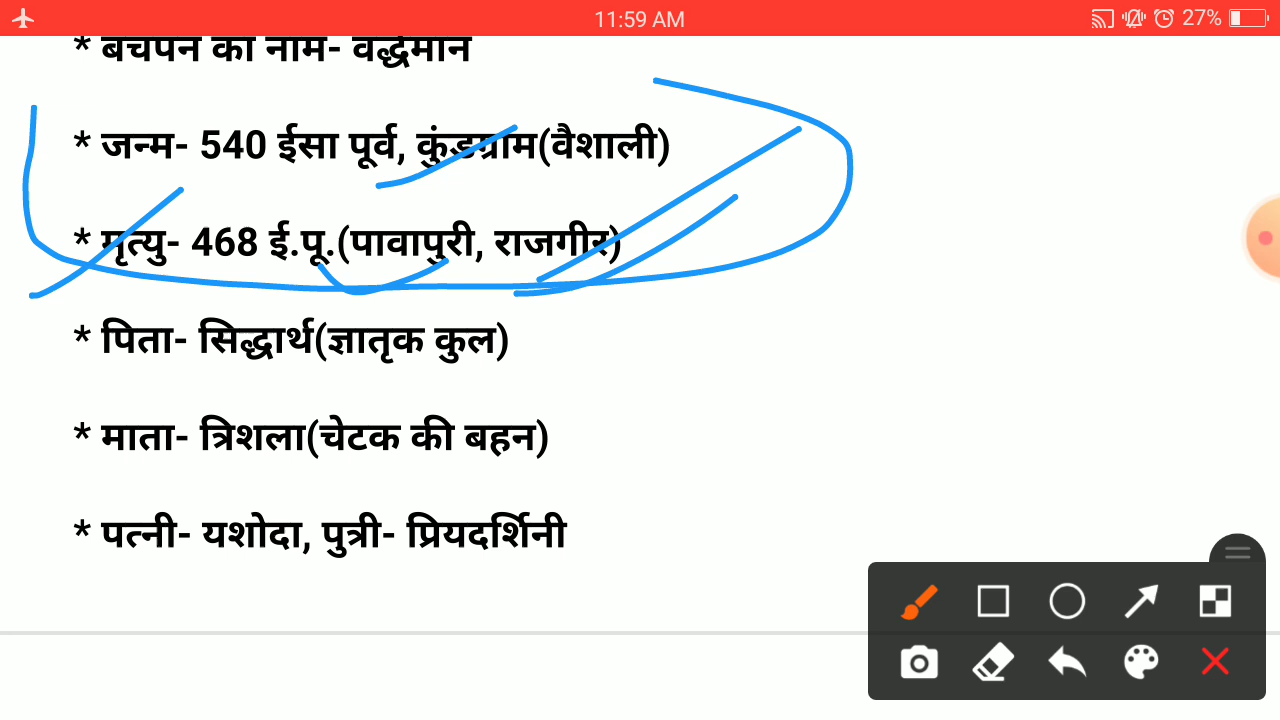 11:59 AM
27%
* बचपन का नाम- वर्द्धमान
* जन्म- 540 ईसा पूर्व, कुंडग्राम(वैशाली)
* मृत्यु- 468 ई.पू.(पावापुरी, राजगीर)
* पिता- सिद्धार्थ(ज्ञातृक कुल)
* माता- त्रिशला(चेटक की बहन)
* पत्नी- यशोदा, पुत्री- प्रियदर्शिनी